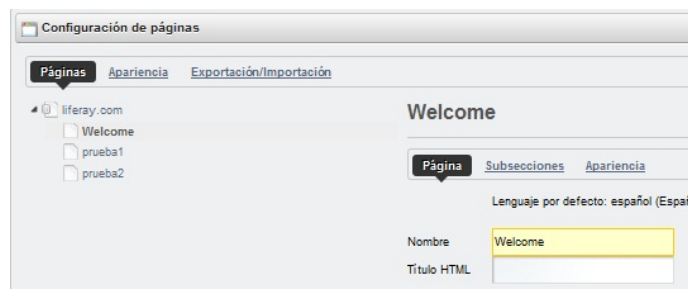 Configuración de páginas
Páginas Apariencia Exportación/Importación
liferay.com
Welcome
prueba1
prueba2
Welcome
Página Subsecciones Apariencia
Lenguaje por defecto: español (Españ
Nombre Welcome
Título HTML